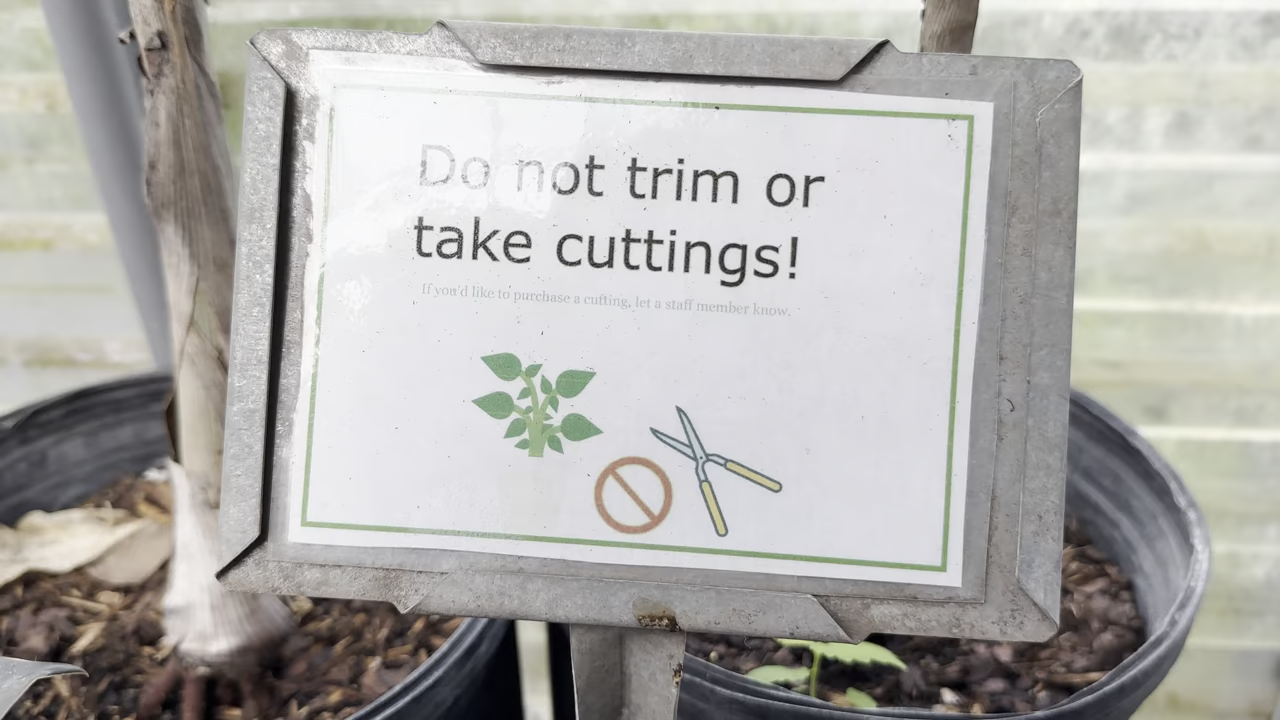 Do not trim or
take cuttings!
If you'd like to purchase a cutting, let a staff member know.